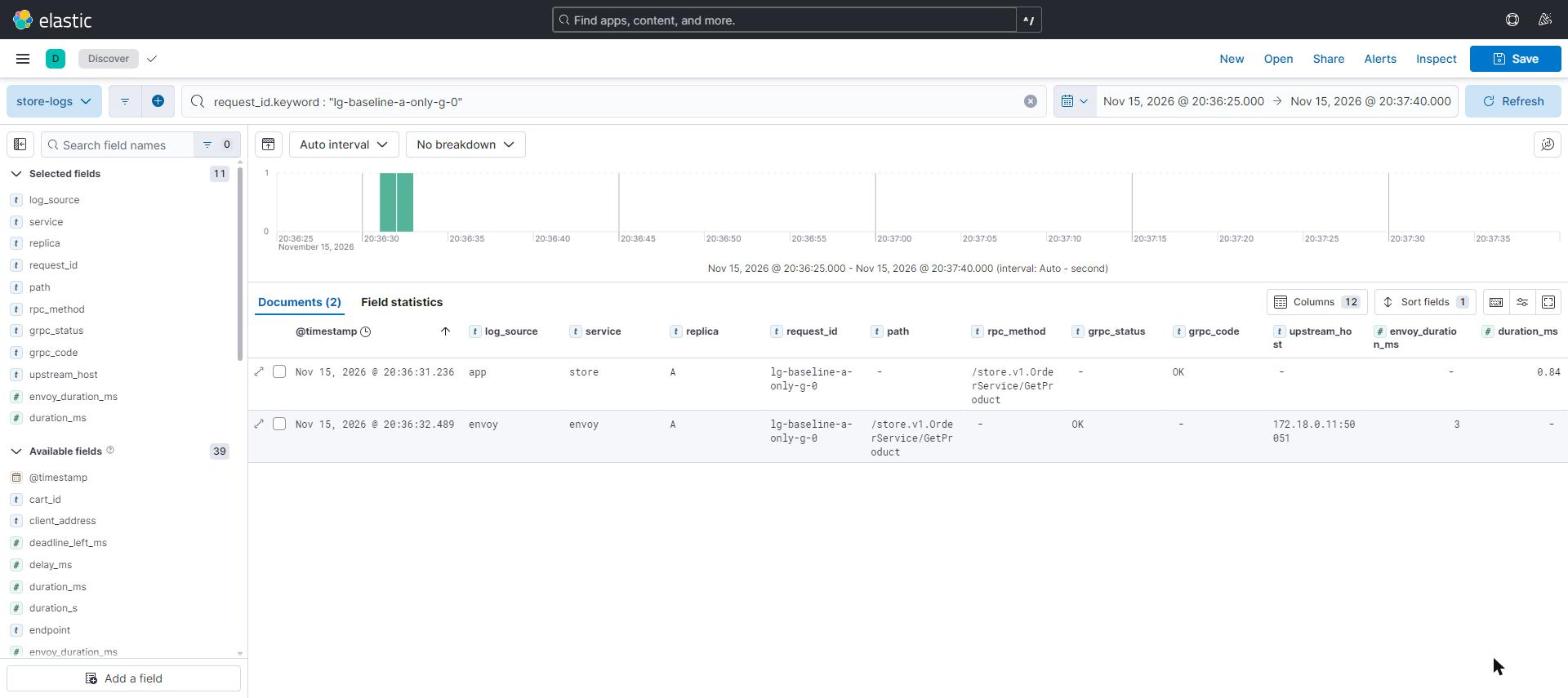 elastic
Find apps, content, and more.
^/
D
Discover
New
Open
Share
Alerts
Inspect
Save
store-logs
request_id.keyword : "lg-baseline-a-only-g-0"
Nov 15, 2026 @ 20:36:25.000 → Nov 15, 2026 @ 20:37:40.000
Refresh
Search field names
0
Auto interval
No breakdown
Selected fields
11
t log_source
t service
t replica
t request_id
t path
t rpc_method
t grpc_status
t grpc_code
t upstream_host
# envoy_duration_ms
# duration_ms
Available fields
39
@timestamp
t cart_id
t client_address
# deadline_left_ms
# delay_ms
# duration_ms
# duration_s
t endpoint
# envoy_duration_ms
Add a field
1
0
20:36:25 20:36:30 20:36:35 20:36:40 20:36:45 20:36:50 20:36:55 20:37:00 20:37:05 20:37:10 20:37:15 20:37:20 20:37:25 20:37:30 20:37:35
November 15, 2026
Nov 15, 2026 @ 20:36:25.000 - Nov 15, 2026 @ 20:37:40.000 (interval: Auto - second)
Documents (2)
Field statistics
Columns 12
Sort fields 1
@timestamp t log_source t service t replica t request_id t path t rpc_method t grpc_status t grpc_code t upstream_ho # envoy_duratio # duration_ms
st n_ms
Nov 15, 2026 @ 20:36:31.236 app store A lg-baseline-a- - /store.v1.Orde - OK - - 0.84
only-g-0 rService/GetPr
oduct
Nov 15, 2026 @ 20:36:32.489 envoy envoy A lg-baseline-a- /store.v1.Orde - OK - 172.18.0.11:50 3 -
only-g-0 rService/GetPr 051
oduct